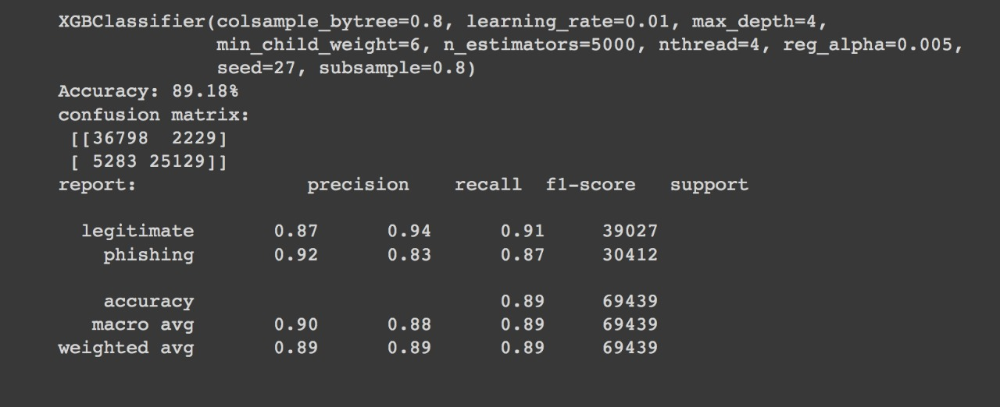 XGBClassifier(colsample_bytree=0.8, learning_rate=0.01, max_depth=4,
min_child_weight=6, n_estimators=5000, nthread=4, reg_alpha=0.005,
seed=27, subsample=0.8)
Accuracy: 89.18%
confusion matrix:
[[36798  2229]
[ 5283 25129]]
report: precision recall f1-score support
legitimate 0.87 0.94 0.91 39027
phishing 0.92 0.83 0.87 30412
accuracy 0.89 69439
macro avg 0.90 0.88 0.89 69439
weighted avg 0.89 0.89 0.89 69439